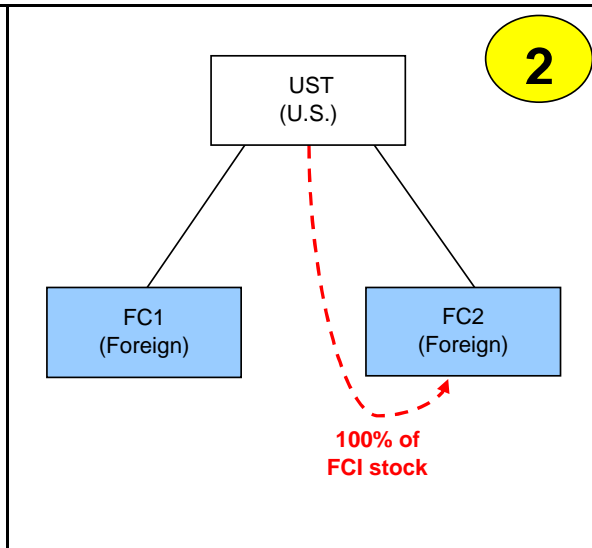 2
UST
(U.S.)
FC1
(Foreign)
FC2
(Foreign)
100% of
FCI stock